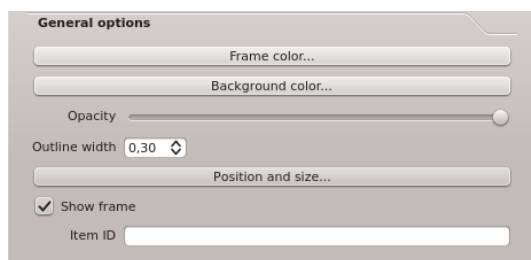 General options
Frame color...
Background color...
Opacity
Outline width 0,30
Position and size...
Show frame
Item ID